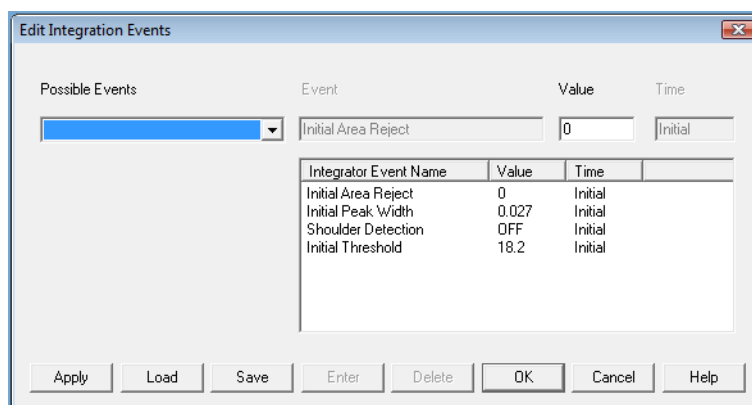 Edit Integration Events
Possible Events Event Value Time
Initial Area Reject 0 Initial
Integrator Event Name Value Time
Initial Area Reject 0 Initial
Initial Peak Width 0.027 Initial
Shoulder Detection OFF Initial
Initial Threshold 18.2 Initial
Apply Load Save Enter Delete OK Cancel Help